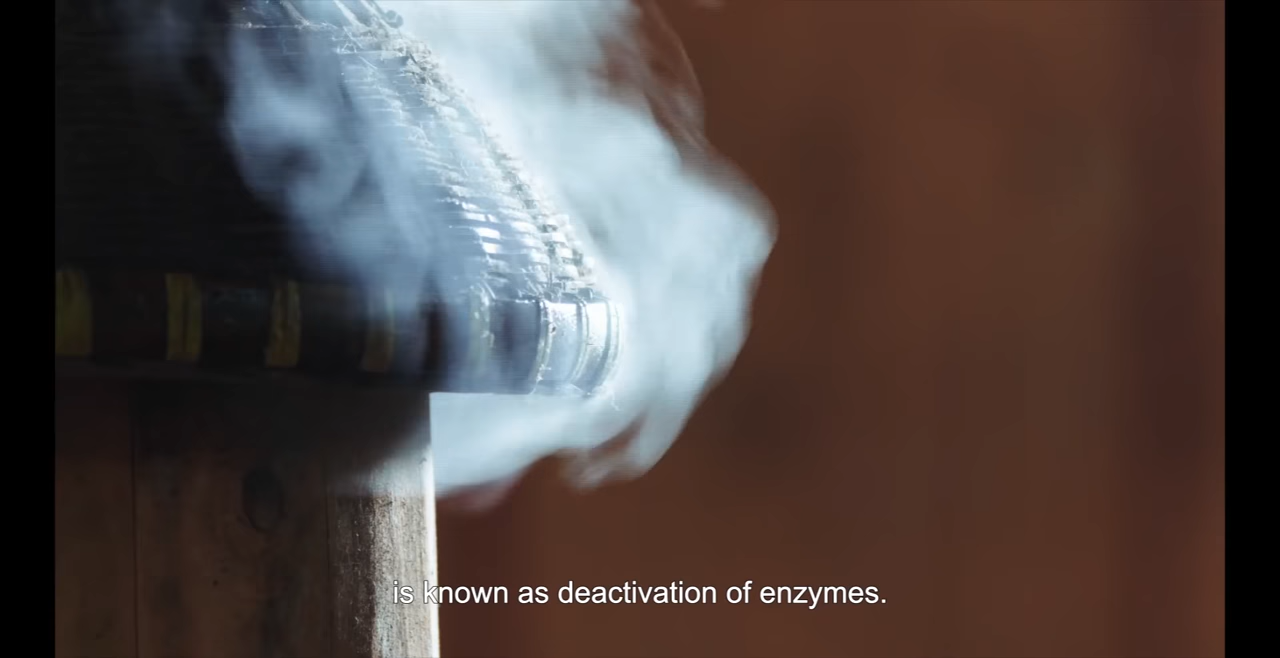 is known as deactivation of enzymes.